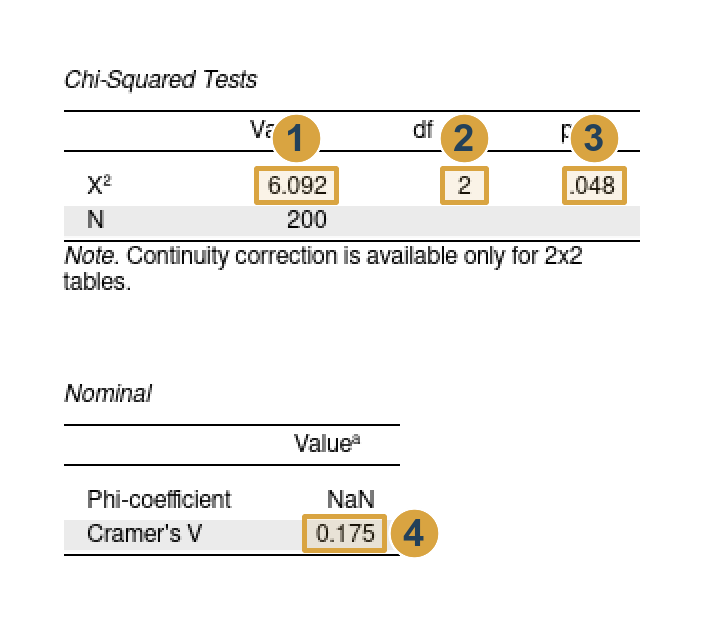 Chi-Squared Tests
1 df 2 3
X² 6.092 2 .048
N 200
Note. Continuity correction is available only for 2x2
tables.
Nominal
Valueª
Phi-coefficient NaN
Cramer's V 0.175 4